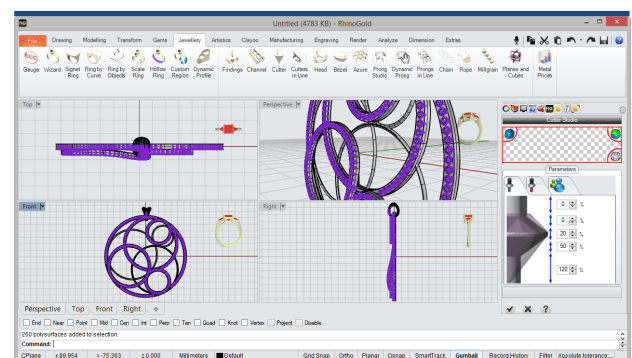 Untitled (4783 KB) - RhinoGold
File Drawing Modelling Transform Gems Jewellery Artistics Clayoo Manufacturing Engraving Render Analyze Dimension Extras
Gauge Wizard Signet Ring Ring by Curve Ring by Objects Scale Ring Hollow Ring Custom Region Dynamic Profile Findings Channel Cutter Cutters in Line Head Bezel Azure Prong Studio Dynamic Prong Prongs in Line Chain Rope Millgrain Planes and Cubes Metal Prices
Top
Perspective
Cutter Studio
Parameters
0 %
0 %
20 %
50 %
120 %
Front
Right
Perspective Top Front Right
End Near Point Mid Cen Int Perp Tan Quad Knot Vertex Project Disable
260 polysurfaces added to selection.
Command:
CPlane x 89.954 y -75.363 z 0.000 Millimeters Default Grid Snap Ortho Planar Osnap SmartTrack Gumball Record History Filter Absolute tolerance:...